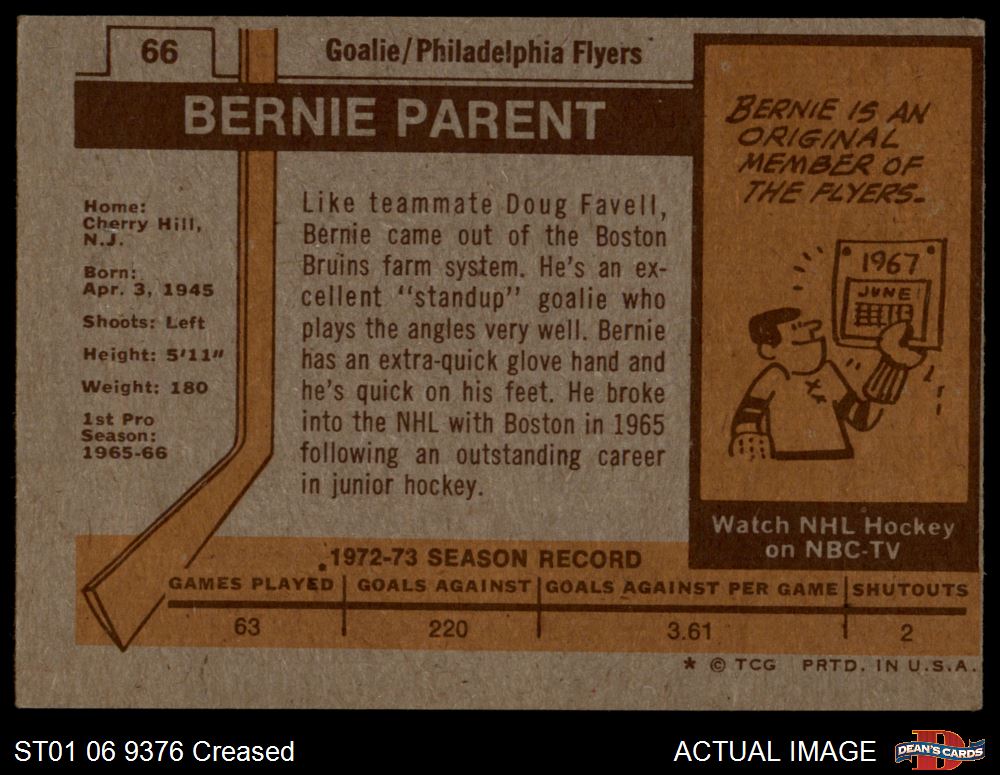 66
Goalie/Philadelphia Flyers
BERNIE PARENT
Home:
Cherry Hill,
N.J.
Born:
Apr. 3, 1945
Shoots: Left
Height: 5'11"
Weight: 180
1st Pro
Season:
1965-66
Like teammate Doug Favell,
Bernie came out of the Boston
Bruins farm system. He's an ex-
cellent "standup" goalie who
plays the angles very well. Bernie
has an extra-quick glove hand and
he's quick on his feet. He broke
into the NHL with Boston in 1965
following an outstanding career
in junior hockey.
BERNIE IS AN
ORIGINAL
MEMBER OF
THE FLYERS.
1967
JUNE
Watch NHL Hockey
on NBC-TV
1972-73 SEASON RECORD
GAMES PLAYED GOALS AGAINST GOALS AGAINST PER GAME SHUTOUTS
63 220 3.61 2
* © TCG PRTD. IN U.S.A.
ST01 06 9376 Creased
ACTUAL IMAGE
D
DEAN'S CARDS